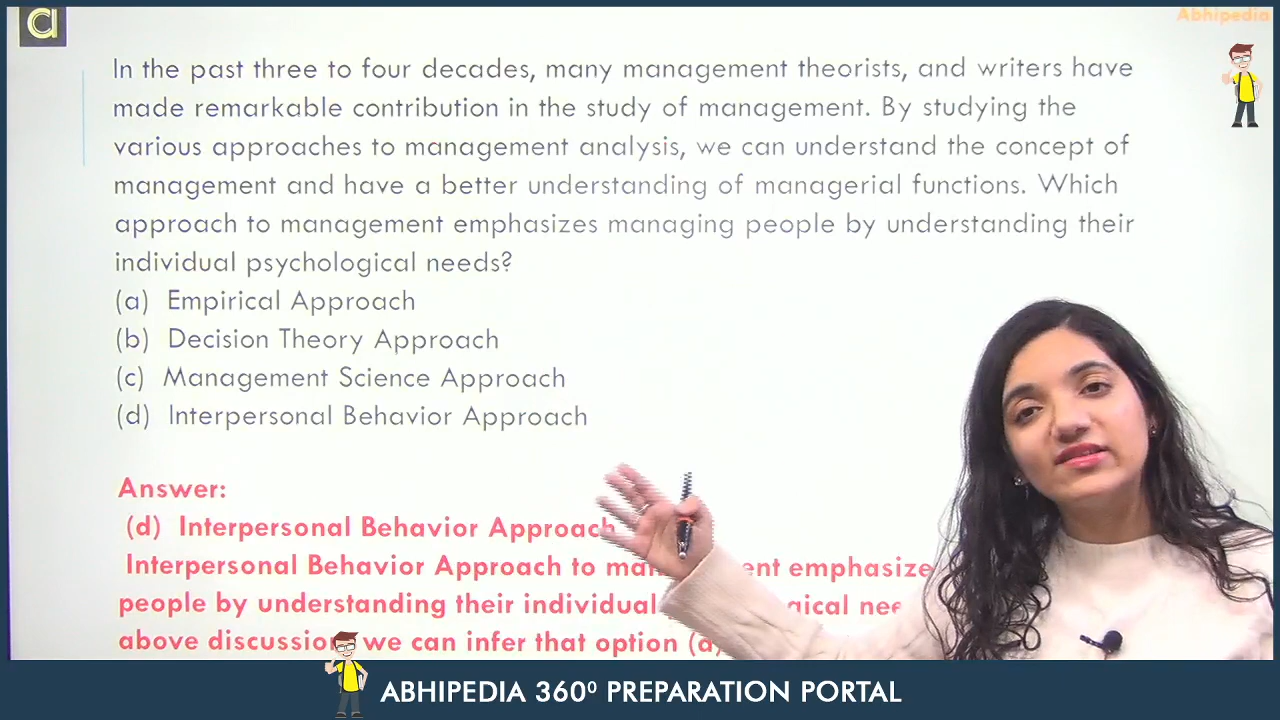 a
Abhipedia
In the past three to four decades, many management theorists, and writers have
made remarkable contribution in the study of management. By studying the
various approaches to management analysis, we can understand the concept of
management and have a better understanding of managerial functions. Which
approach to management emphasizes managing people by understanding their
individual psychological needs?
(a) Empirical Approach
(b) Decision Theory Approach
(c) Management Science Approach
(d) Interpersonal Behavior Approach
Answer:
(d) Interpersonal Behavior Approach
Interpersonal Behavior Approach to emphasize
people by understanding their individual
above discussion, we can infer that option (a)
ABHIPEDIA 360⁰ PREPARATION PORTAL